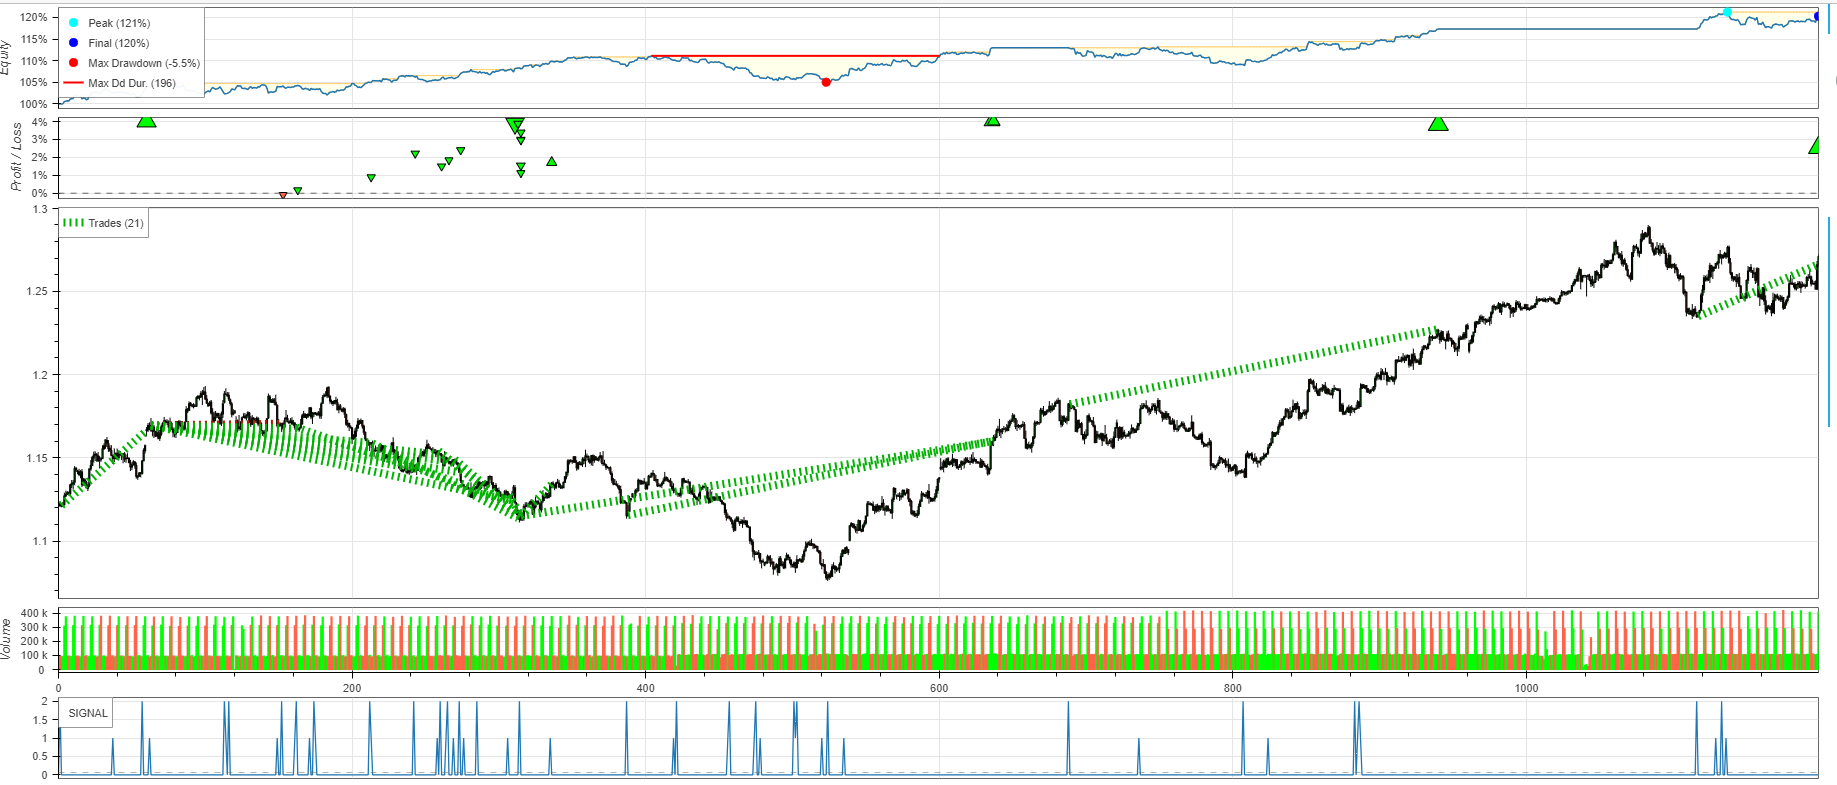 120%
115%
110%
105%
100%
Equity
Peak (121%)
Final (120%)
Max Drawdown (-5.5%)
Max Dd Dur. (196)
4%
3%
2%
1%
0%
Profit / Loss
1.3
1.25
1.2
1.15
1.1
Trades (21)
400 k
300 k
200 k
100 k
0
Volume
0 200 400 600 800 1000
2
1.5
1
0.5
0
SIGNAL